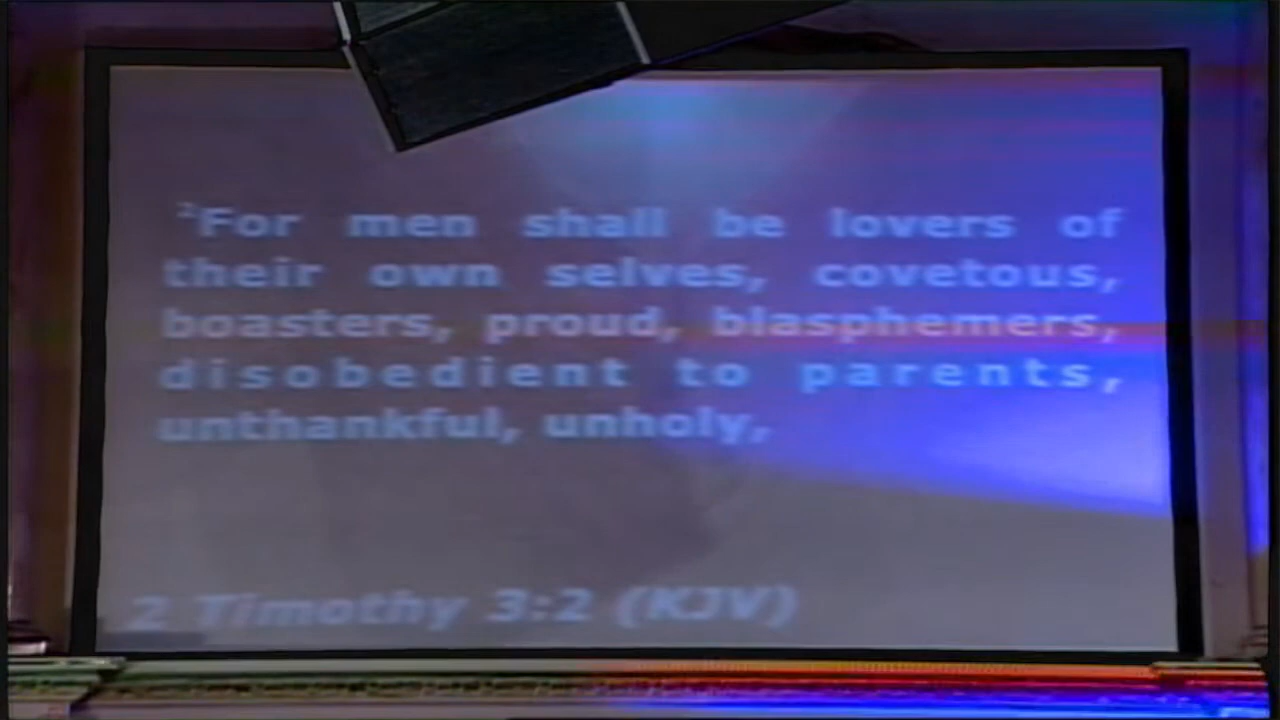 ²For men shall be lovers of
their own selves, covetous,
boasters, proud, blasphemers,
disobedient to parents,
unthankful, unholy,
2 Timothy 3:2 (KJV)